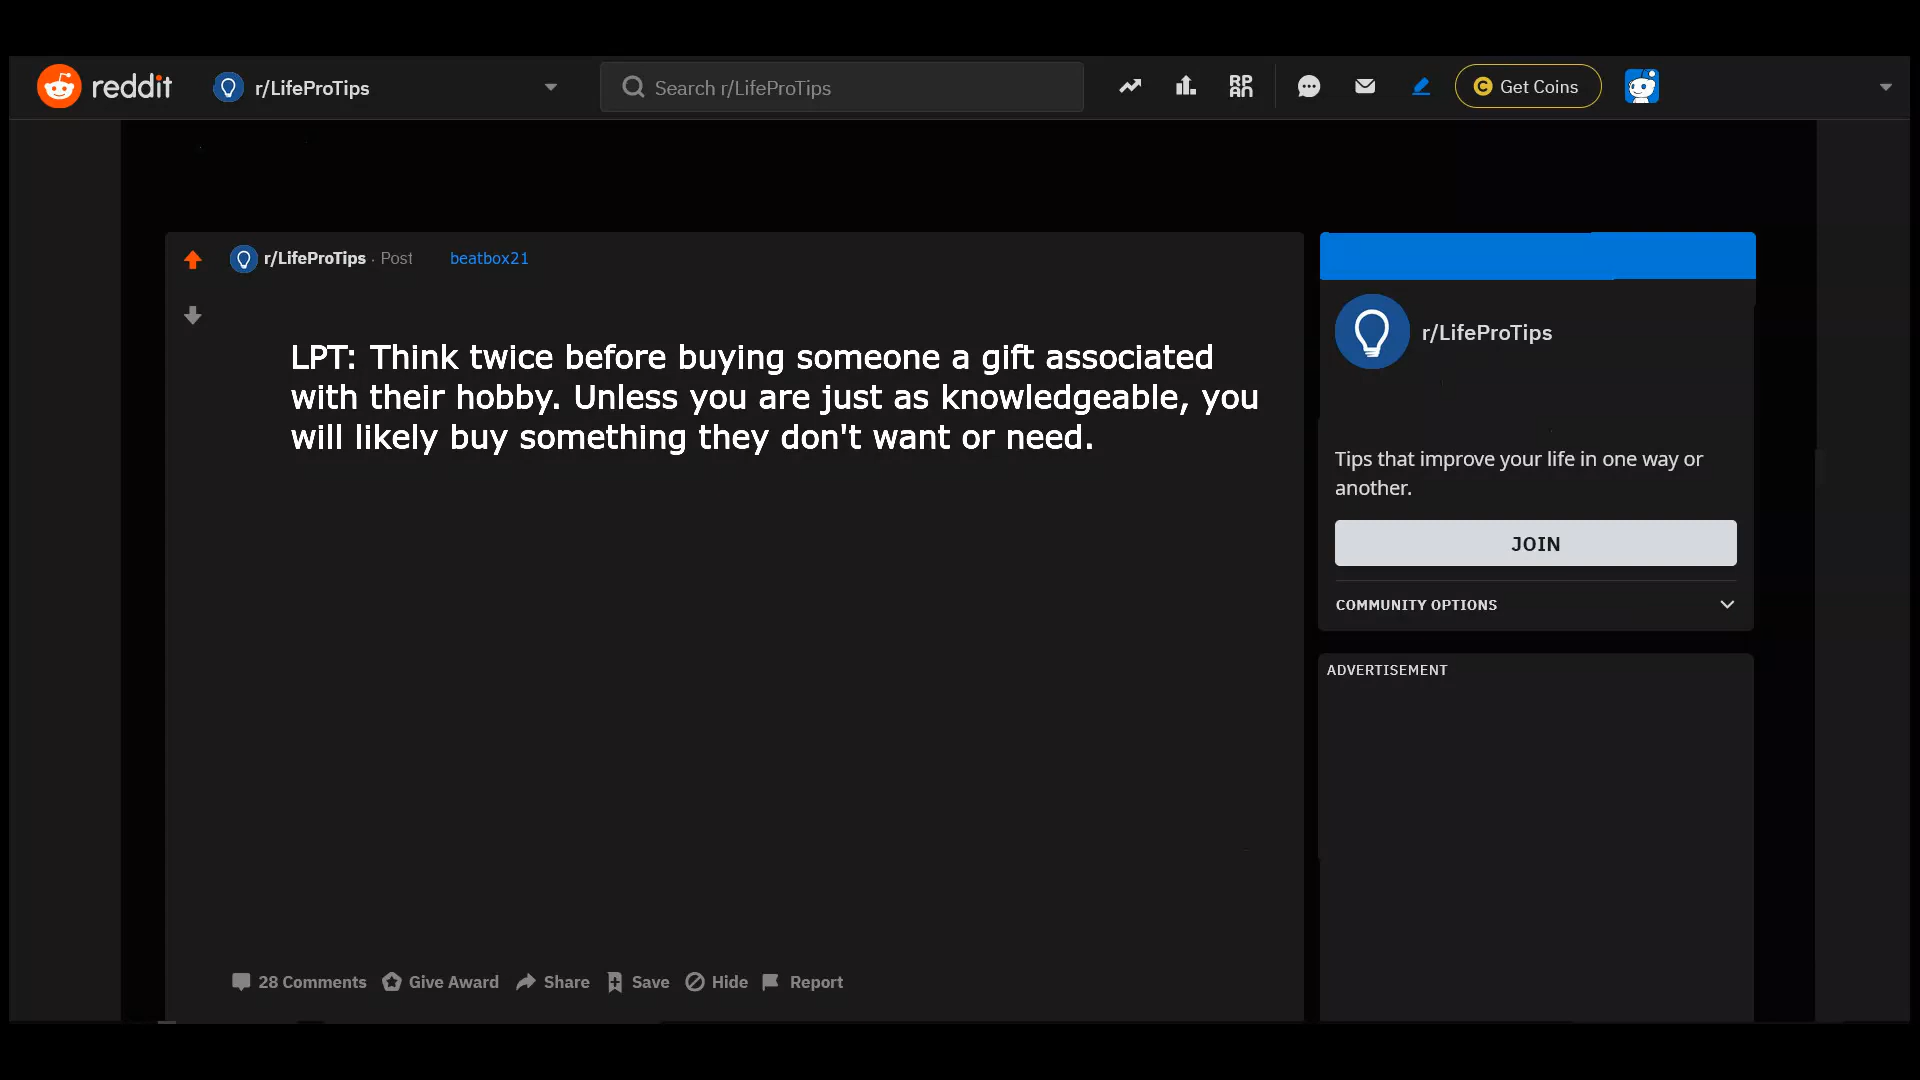 reddit
r/LifeProTips
Search r/LifeProTips
RPAN
Get Coins
r/LifeProTips · Post beatbox21
LPT: Think twice before buying someone a gift associated
with their hobby. Unless you are just as knowledgeable, you
will likely buy something they don't want or need.
28 Comments Give Award Share Save Hide Report
r/LifeProTips
Tips that improve your life in one way or
another.
JOIN
COMMUNITY OPTIONS
ADVERTISEMENT